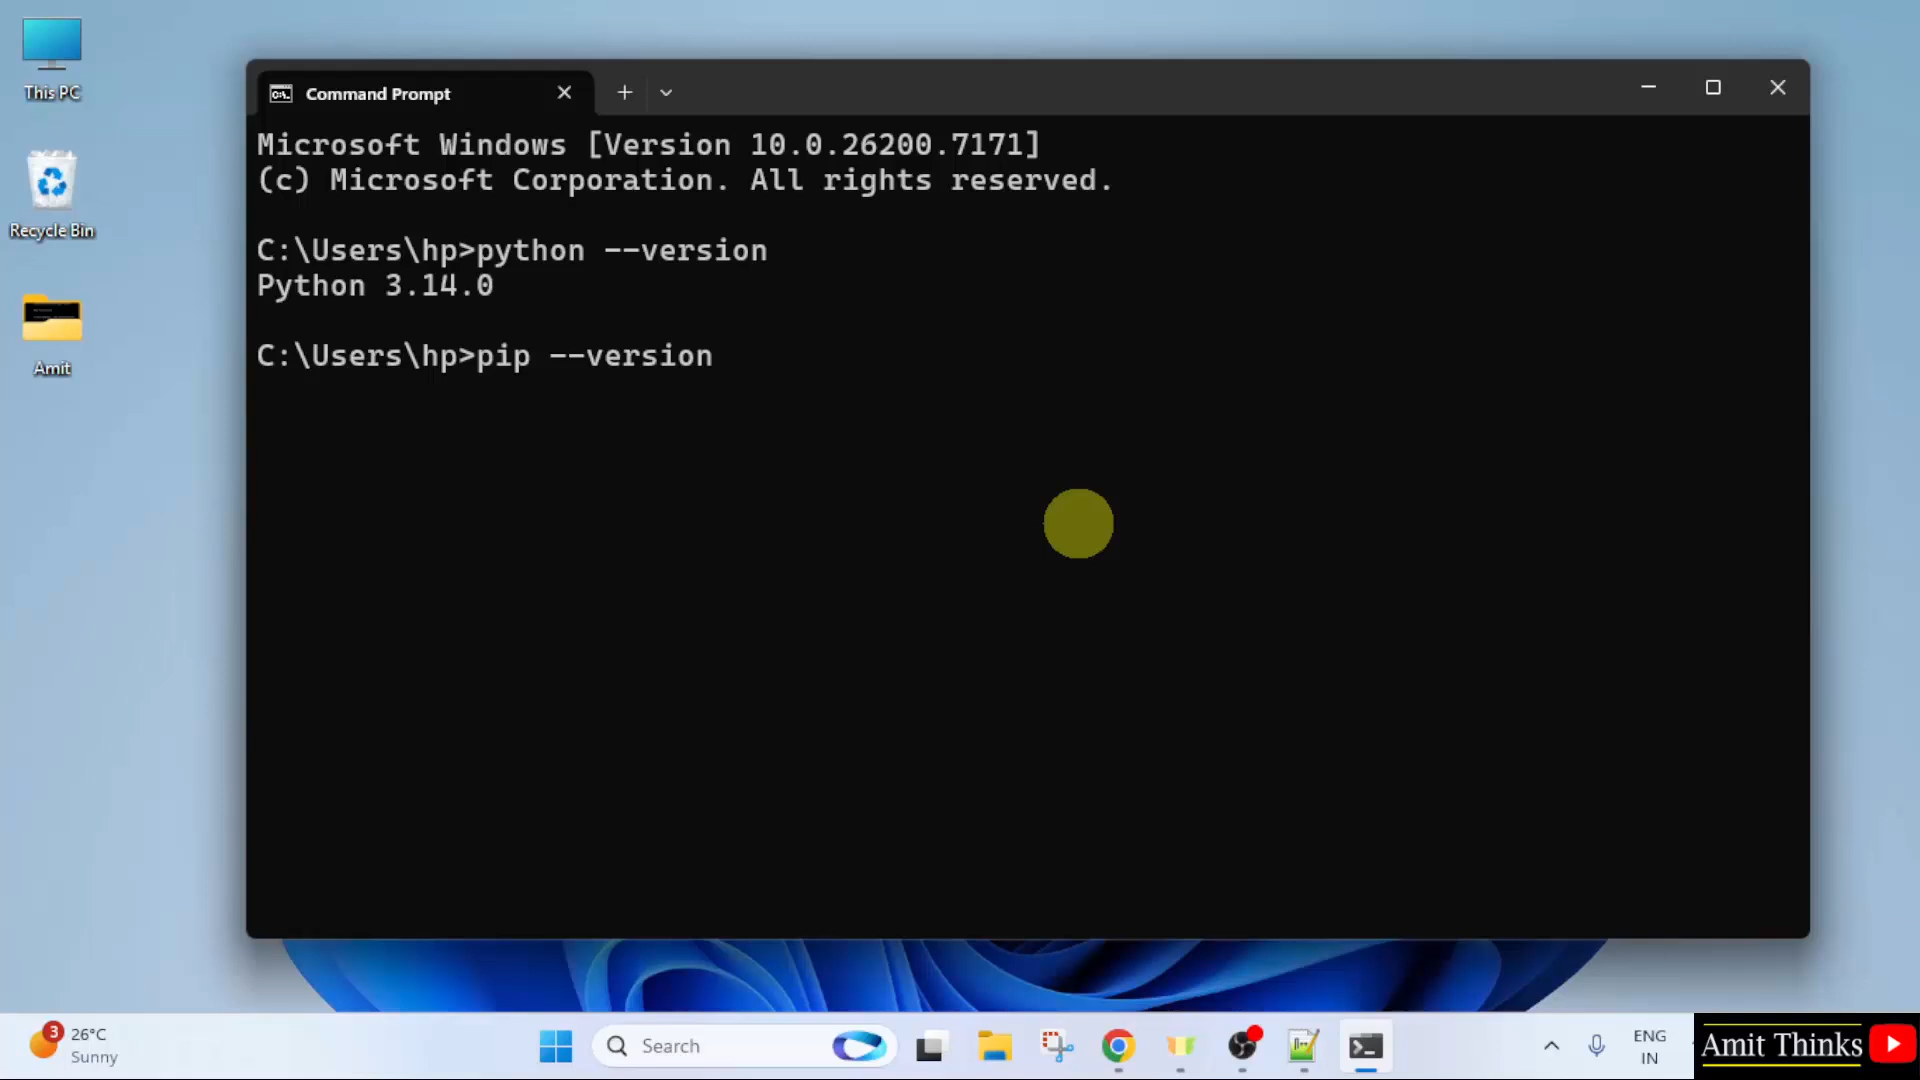 This PC
Recycle Bin
Amit
Command Prompt
Microsoft Windows [Version 10.0.26200.7171]
(c) Microsoft Corporation. All rights reserved.
C:\Users\hp>python --version
Python 3.14.0
C:\Users\hp>pip --version
3
26°C
Sunny
Search
ENG
IN
Amit Thinks